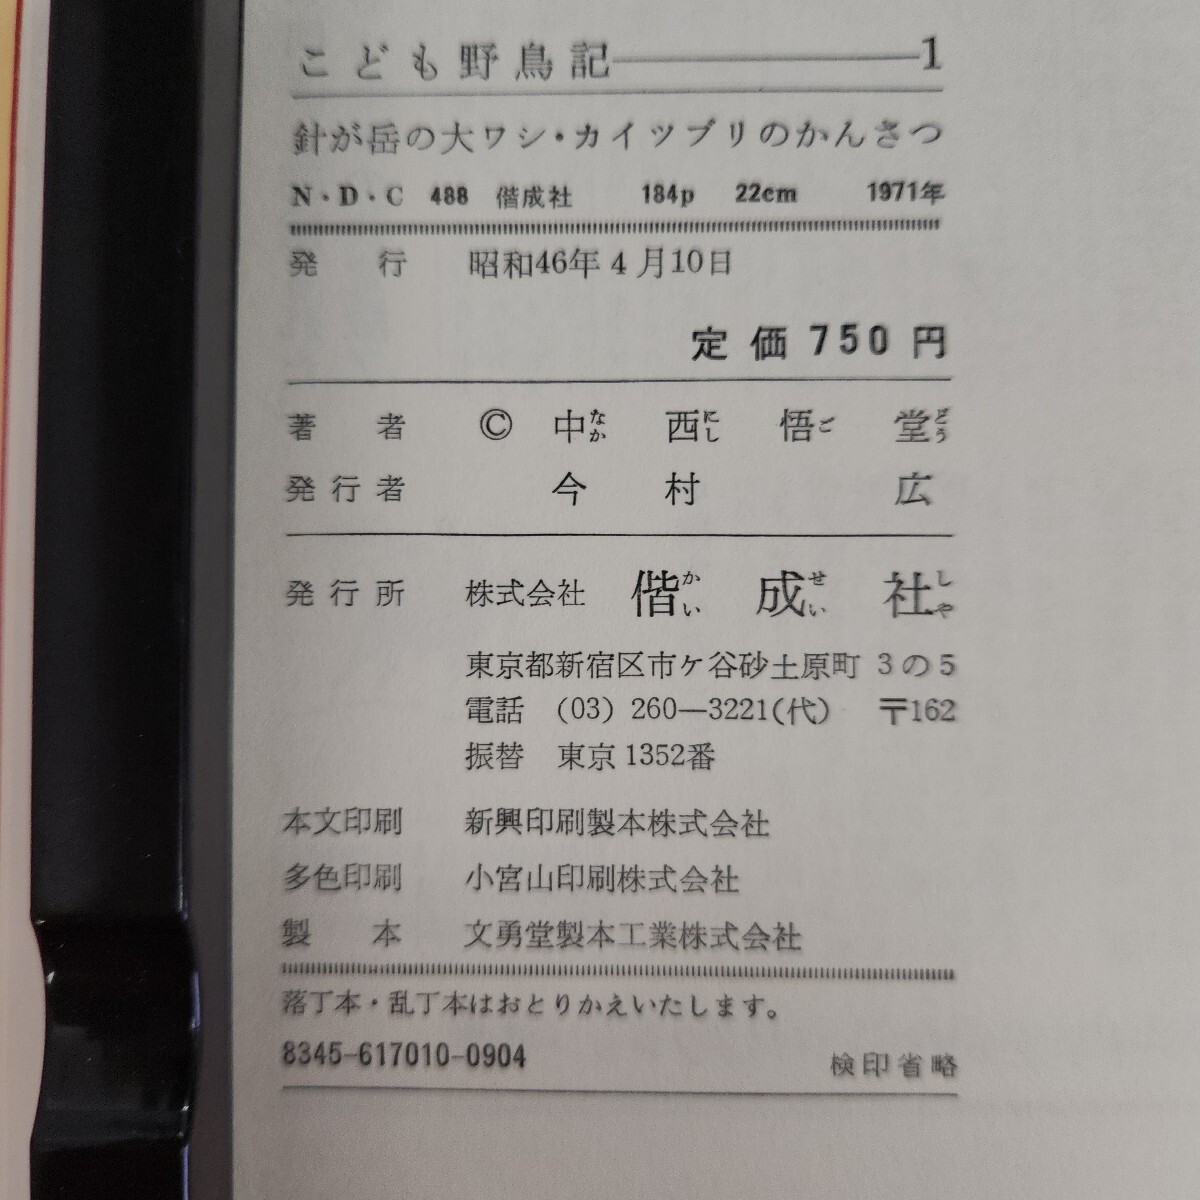 こども野鳥記――1
針が岳の大ワシ・カイツブリのかんさつ
N・D・C 488 偕成社 184p 22cm 1971年
発行 昭和46年4月10日
定価750円
著者 © 中西悟堂
なか にし ご どう
発行者 今村広
発行所 株式会社 偕成社
かい せい しや
東京都新宿区市ケ谷砂土原町 3の5
電話 (03) 260—3221(代) 〒162
振替 東京1352番
本文印刷 新興印刷製本株式会社
多色印刷 小宮山印刷株式会社
製本 文勇堂製本工業株式会社
落丁本・乱丁本はおとりかえいたします。
8345-617010-0904 検印省略